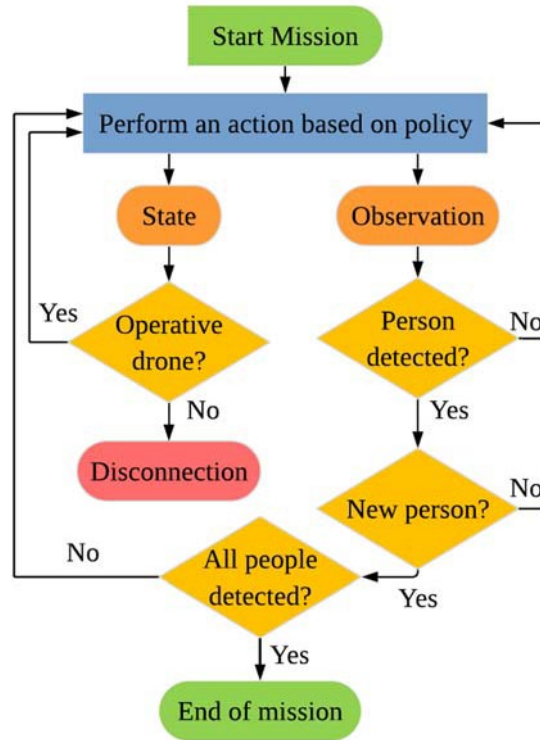 Start Mission
Perform an action based on policy
State
Observation
Yes
Operative
drone?
Person
detected?
No
No
Yes
Disconnection
New person?
No
No
All people
detected?
Yes
Yes
End of mission